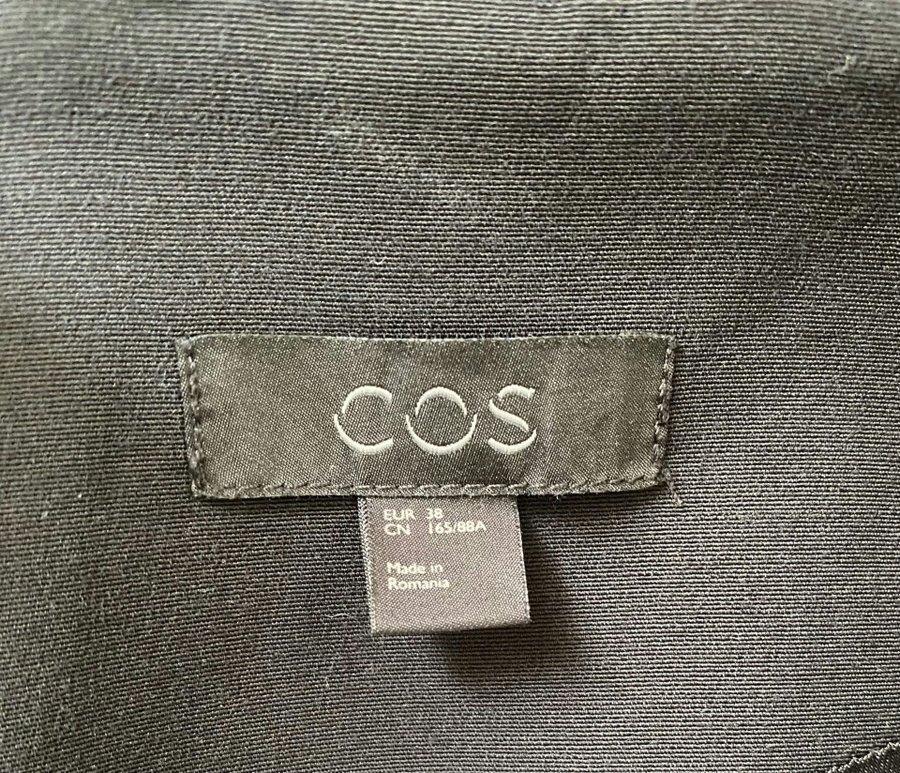 COS
EUR 38
CN 165/88A
Made in
Romania